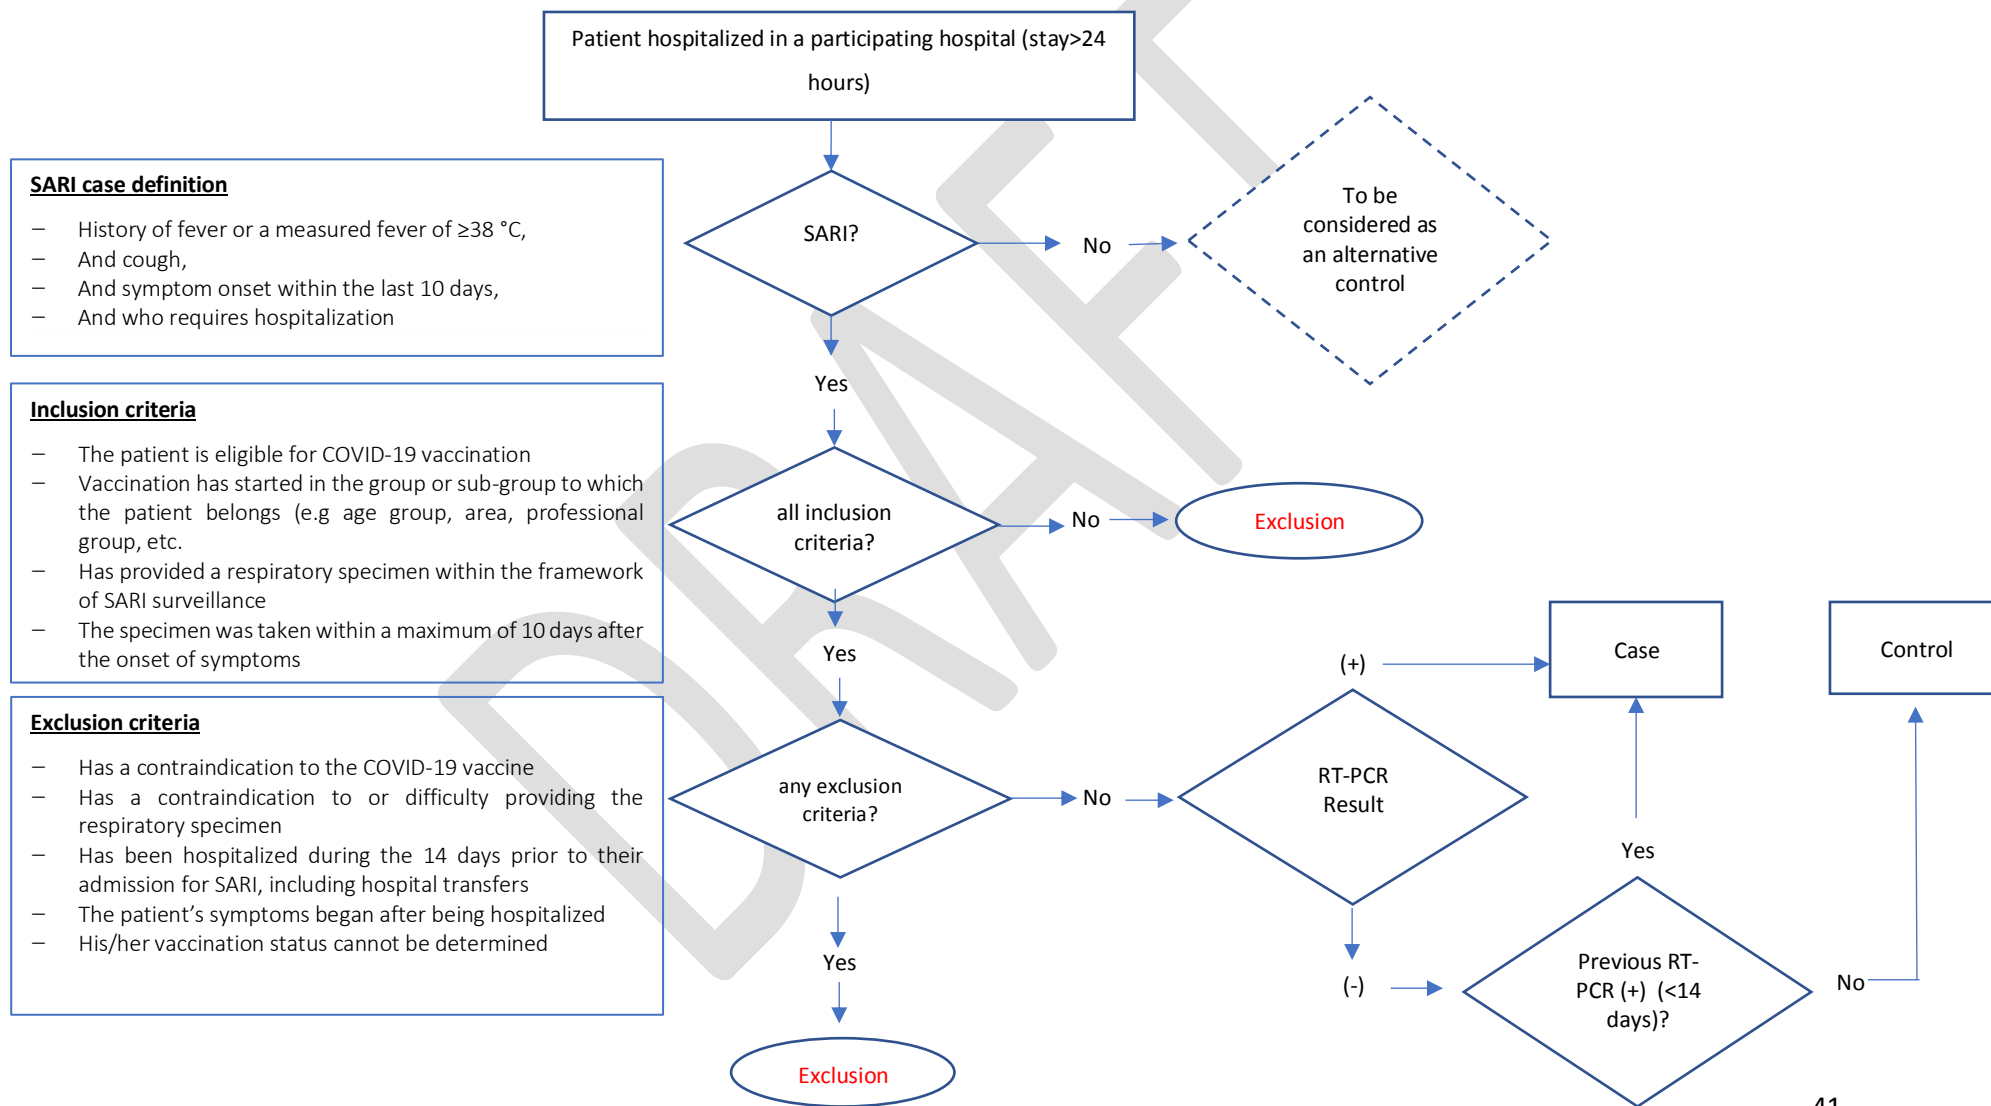 Patient hospitalized in a participating hospital (stay>24
hours)
SARI case definition
– History of fever or a measured fever of ≥38 °C,
– And cough,
– And symptom onset within the last 10 days,
– And who requires hospitalization
SARI?
No
To be
considered as
an alternative
control
Yes
Inclusion criteria
– The patient is eligible for COVID-19 vaccination
– Vaccination has started in the group or sub-group to which
the patient belongs (e.g age group, area, professional
group, etc.
– Has provided a respiratory specimen within the framework
of SARI surveillance
– The specimen was taken within a maximum of 10 days after
the onset of symptoms
all inclusion
criteria?
No
Exclusion
Yes
Exclusion criteria
– Has a contraindication to the COVID-19 vaccine
– Has a contraindication to or difficulty providing the
respiratory specimen
– Has been hospitalized during the 14 days prior to their
admission for SARI, including hospital transfers
– The patient’s symptoms began after being hospitalized
– His/her vaccination status cannot be determined
any exclusion
criteria?
No
RT-PCR
Result
(+)
Case
Control
Yes
(-)
Previous RT-
PCR (+) (<14
days)?
No
Yes
Exclusion
41
DRAFT